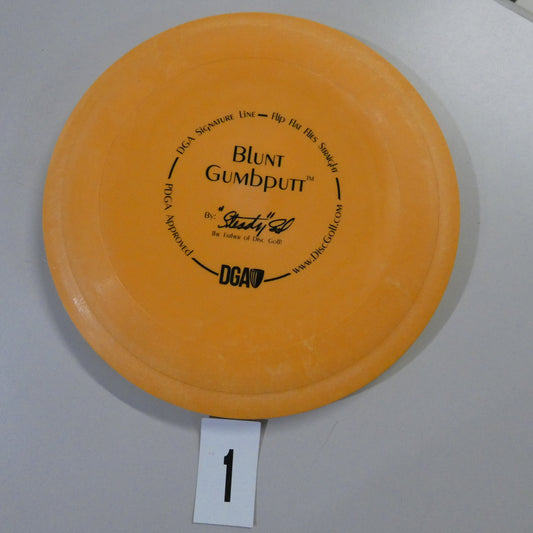 DGA Signature Line — Flip Flat Flies Straight
Blunt
Gumbputt™
By: "Steady" Ed
The Father of Disc Golf!
PDGA Approved
www.DiscGolf.com
DGA
1